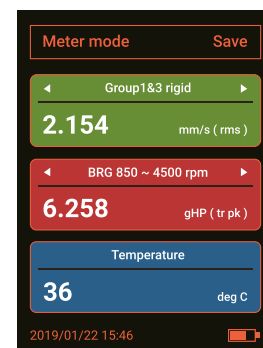 Meter mode Save
Group1&3 rigid
2.154 mm/s ( rms )
BRG 850 ~ 4500 rpm
6.258 gHP ( tr pk )
Temperature
36 deg C
2019/01/22 15:46